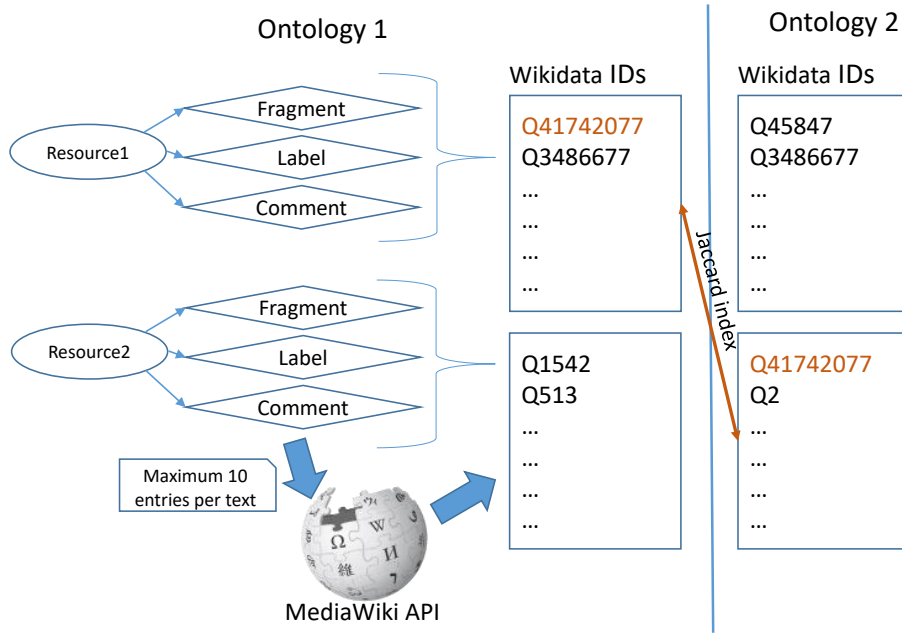 Ontology 1
Ontology 2
Wikidata IDs
Wikidata IDs
Resource1
Fragment
Label
Comment
Q41742077
Q3486677
...
...
...
...
Q45847
Q3486677
...
...
...
...
Jaccard index
Resource2
Fragment
Label
Comment
Q1542
Q513
...
...
...
...
Q41742077
Q2
...
...
...
...
Maximum 10
entries per text
Ω
W
И
維
MediaWiki API